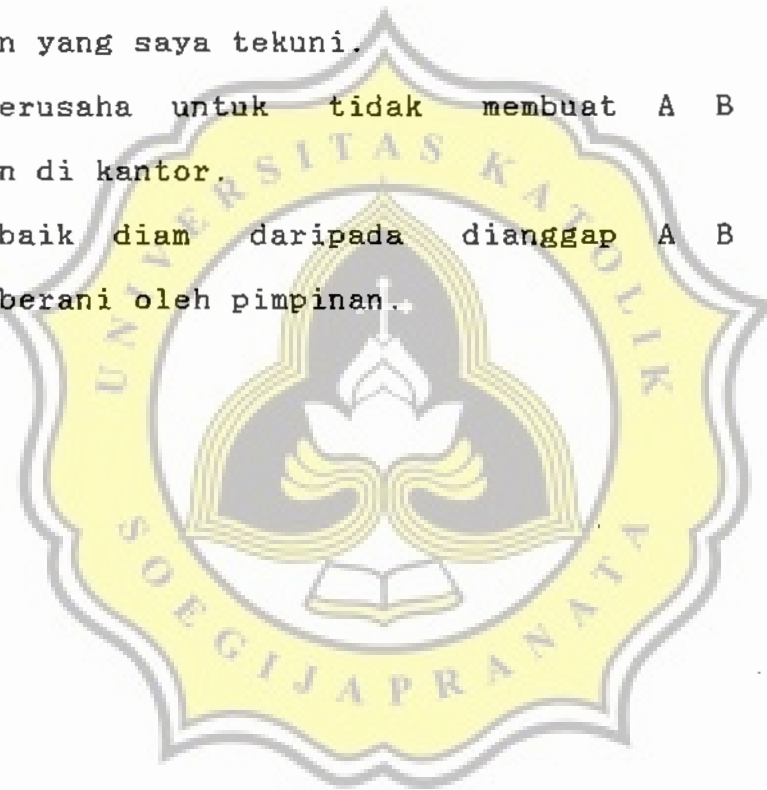 n yang saya tekuni.
erusaha untuk tidak membuat A B
n di kantor.
baik diam daripada dianggap A B
berani oleh pimpinan.
UNIVERSITAS KATOLIK
SOEGIJAPRANATA